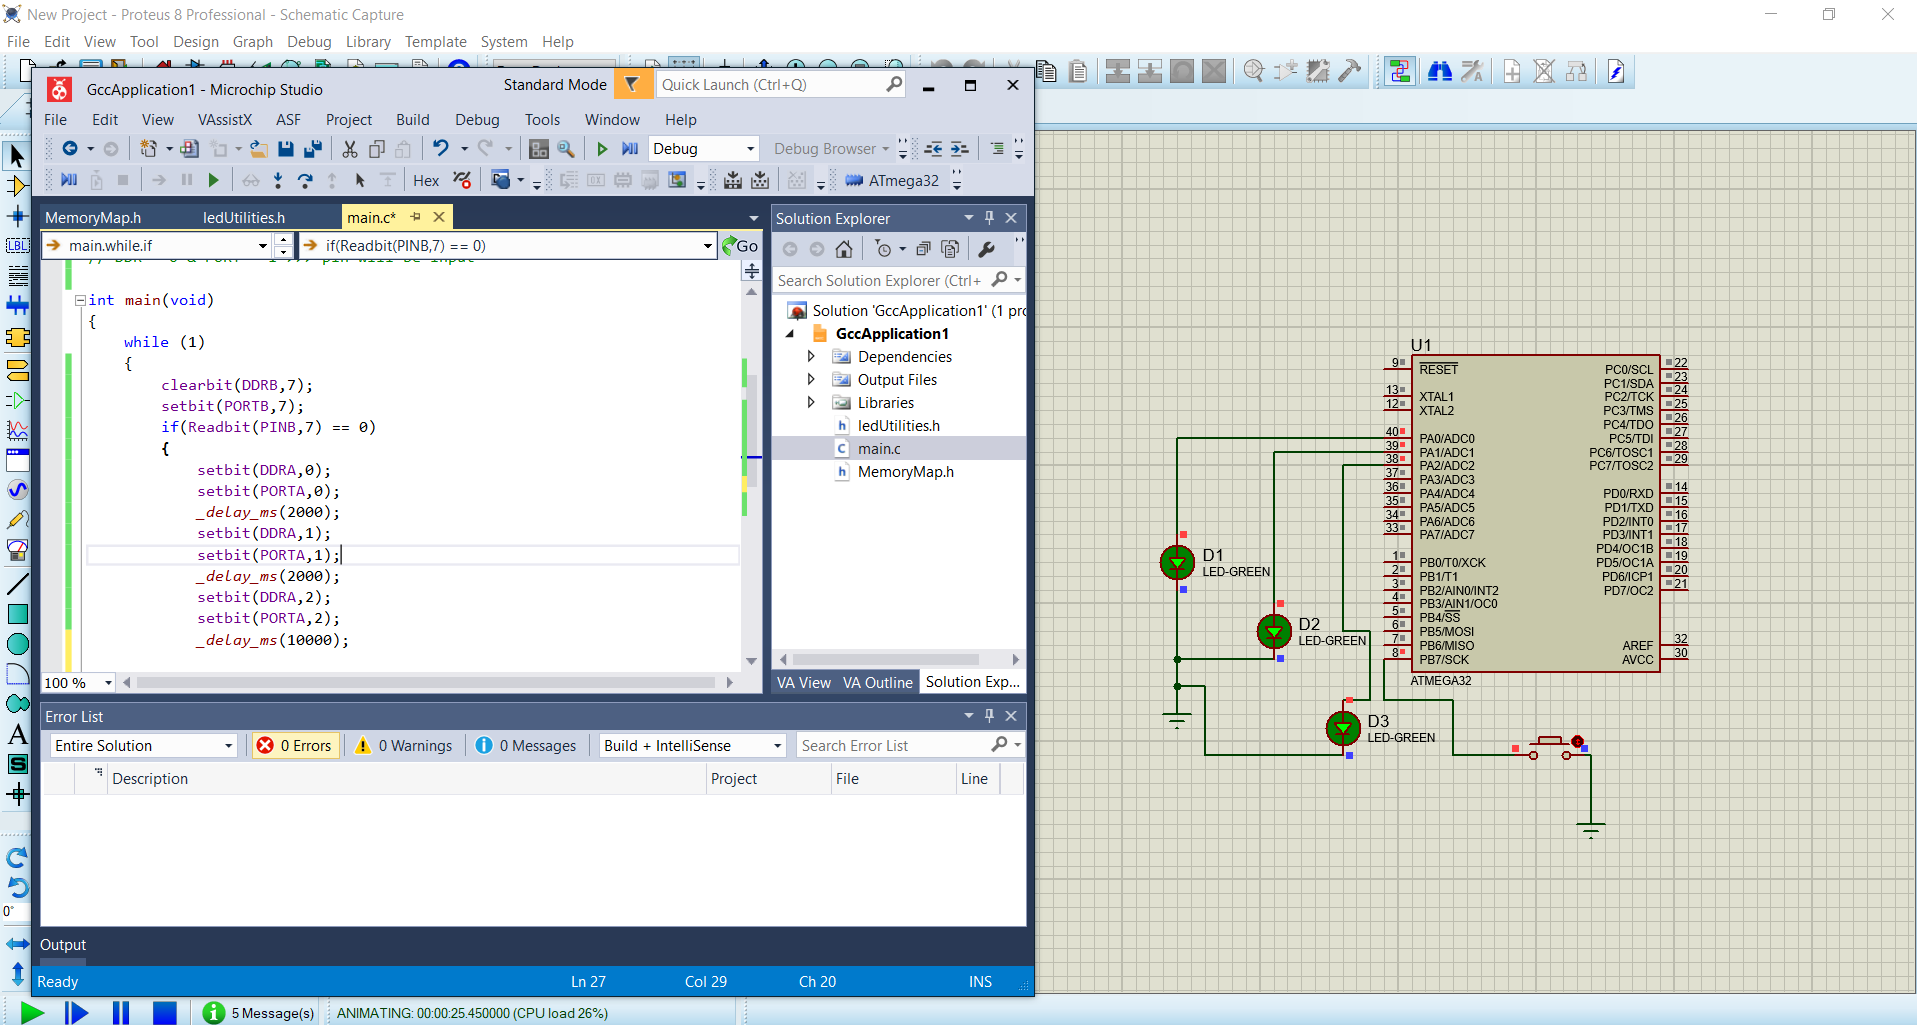 New Project - Proteus 8 Professional - Schematic Capture
File Edit View Tool Design Graph Debug Library Template System Help
GccApplication1 - Microchip Studio
Standard Mode
Quick Launch (Ctrl+Q)
File Edit View VAssistX ASF Project Build Debug Tools Window Help
Debug
Debug Browser
Hex
ATmega32
MemoryMap.h
ledUtilities.h
main.c*
main.while.if
if(Readbit(PINB,7) == 0)
Go
int main(void)
{
while (1)
{
clearbit(DDRB,7);
setbit(PORTB,7);
if(Readbit(PINB,7) == 0)
{
setbit(DDRA,0);
setbit(PORTA,0);
_delay_ms(2000);
setbit(DDRA,1);
setbit(PORTA,1);
_delay_ms(2000);
setbit(DDRA,2);
setbit(PORTA,2);
_delay_ms(10000);
100 %
Solution Explorer
Search Solution Explorer (Ctrl+
Solution 'GccApplication1' (1 pro
GccApplication1
Dependencies
Output Files
Libraries
ledUtilities.h
main.c
MemoryMap.h
VA View
VA Outline
Solution Exp...
Error List
Entire Solution
0 Errors
0 Warnings
0 Messages
Build + IntelliSense
Search Error List
Description
Project
File
Line
Output
Ready
Ln 27
Col 29
Ch 20
INS
LBL
A
S
0°
5 Message(s)
ANIMATING: 00:00:25.450000 (CPU load 26%)
U1
9 RESET
13 XTAL1
12 XTAL2
40 PA0/ADC0
39 PA1/ADC1
38 PA2/ADC2
37 PA3/ADC3
36 PA4/ADC4
35 PA5/ADC5
34 PA6/ADC6
33 PA7/ADC7
1 PB0/T0/XCK
2 PB1/T1
3 PB2/AIN0/INT2
4 PB3/AIN1/OC0
5 PB4/SS
6 PB5/MOSI
7 PB6/MISO
8 PB7/SCK
PC0/SCL 22
PC1/SDA 23
PC2/TCK 24
PC3/TMS 25
PC4/TDO 26
PC5/TDI 27
PC6/TOSC1 28
PC7/TOSC2 29
PD0/RXD 14
PD1/TXD 15
PD2/INT0 16
PD3/INT1 17
PD4/OC1B 18
PD5/OC1A 19
PD6/ICP1 20
PD7/OC2 21
AREF 32
AVCC 30
ATMEGA32
D1
LED-GREEN
D2
LED-GREEN
D3
LED-GREEN